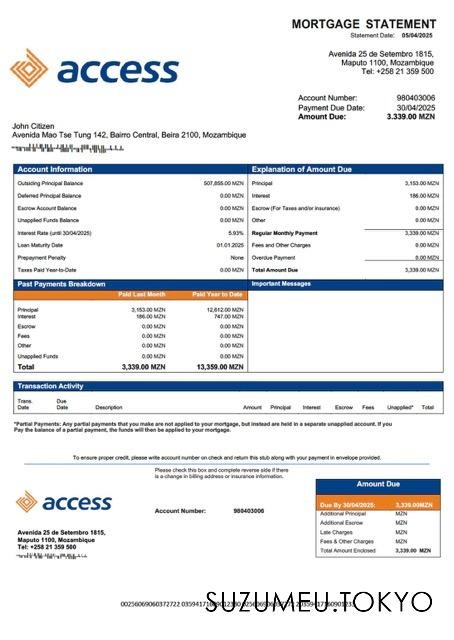 MORTGAGE STATEMENT
Statement Date: 05/04/2025
access
Avenida 25 de Setembro 1815,
Maputo 1100, Mozambique
Tel: +258 21 359 500
Account Number: 980403006
Payment Due Date: 30/04/2025
Amount Due: 3.339.00 MZN
John Citizen
Avenida Mao Tse Tung 142, Bairro Central, Beira 2100, Mozambique
Account Information
Outsiding Principal Balance 507,855.00 MZN
Deferred Principal Balance 0.00 MZN
Escrow Account Balance 0.00 MZN
Unapplied Funds Balance 0.00 MZN
Interest Rate (until 30/04/2025) 5.93%
Loan Maturity Date 01.01.2025
Prepayment Penalty None
Taxes Paid Year-to-Date 0.00 MZN
Explanation of Amount Due
Principal 3,153.00 MZN
Interest 186.00 MZN
Escrow (For Taxes and/or insurance) 0.00 MZN
Other 0.00 MZN
Regular Monthly Payment 3,339.00 MZN
Fees and Other Charges 0.00 MZN
Overdue Payment 0.00 MZN
Total Amount Due 3,339.00 MZN
Past Payments Breakdown
Paid Last Month Paid Year to Date
Principal 3,153.00 MZN 12,612.00 MZN
Interest 186.00 MZN 747.00 MZN
Escrow 0.00 MZN 0.00 MZN
Fees 0.00 MZN 0.00 MZN
Other 0.00 MZN 0.00 MZN
Unapplied Funds 0.00 MZN 0.00 MZN
Total 3,339.00 MZN 13,359.00 MZN
Important Messages
Transaction Activity
Trans. Date Due Date Description Amount Principal Interest Escrow Fees Unapplied* Total
*Partial Payments: Any partial payments that you make are not applied to your mortgage, but instead are held in a separate unapplied account. If you
Pay the balance of a partial payment, the funds will then be applied to your mortgage.
To ensure proper credit, please write account number on check and return this stub along with your payment in envelope provided.
Please check this box and complete reverse side if there
is a change in billing address or insurance information.
access
Account Number: 980403006
Avenida 25 de Setembro 1815,
Maputo 1100, Mozambique
Tel: +258 21 359 500
Amount Due
Due By 30/04/2025: 3,339.00MZN
Additional Principal MZN
Additional Escrow MZN
Late Charges MZN
Fees & Other Charges MZN
Total Amount Enclosed 3,339.00 MZN
SUZUMEU.TOKYO